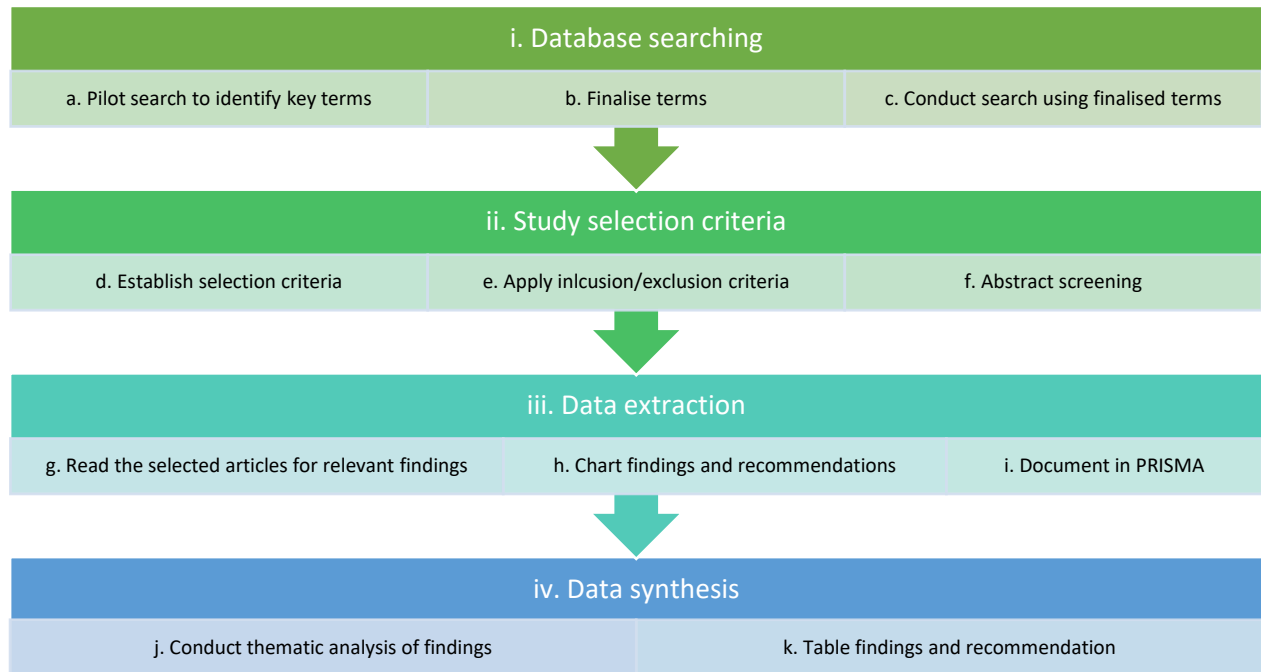 i. Database searching
a. Pilot search to identify key terms
b. Finalise terms
c. Conduct search using finalised terms
ii. Study selection criteria
d. Establish selection criteria
e. Apply inlcusion/exclusion criteria
f. Abstract screening
iii. Data extraction
g. Read the selected articles for relevant findings
h. Chart findings and recommendations
i. Document in PRISMA
iv. Data synthesis
j. Conduct thematic analysis of findings
k. Table findings and recommendation